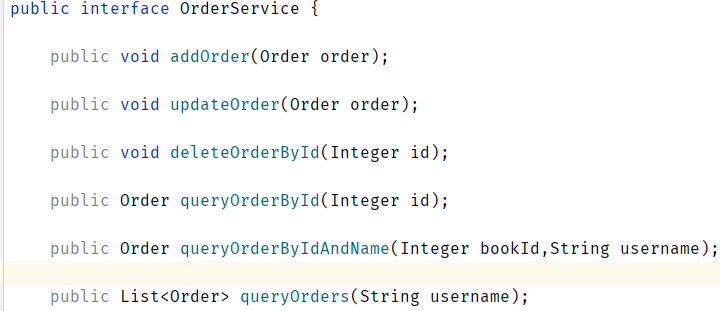 public interface OrderService {
public void addOrder(Order order);
public void updateOrder(Order order);
public void deleteOrderById(Integer id);
public Order queryOrderById(Integer id);
public Order queryOrderByIdAndName(Integer bookId,String username);
public List<Order> queryOrders(String username);